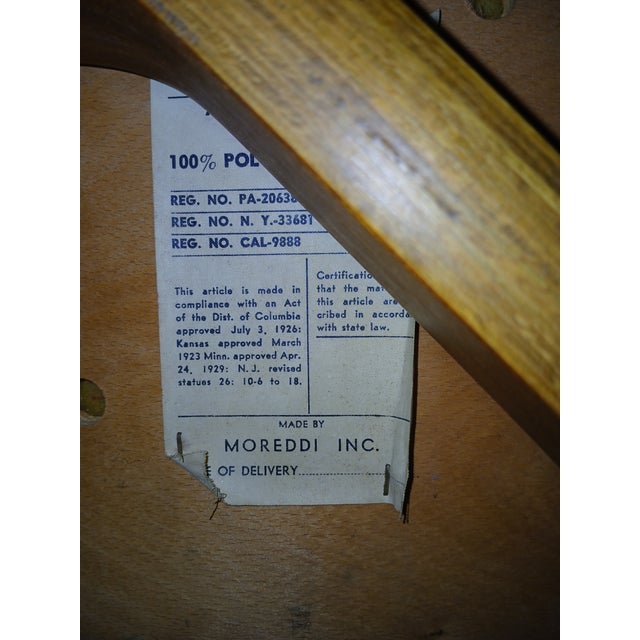 100% POL
REG. NO. PA-20638
REG. NO. N. Y.-33681
REG. NO. CAL-9888
This article is made in
compliance with an Act
of the Dist. of Columbia
approved July 3, 1926:
Kansas approved March
1923 Minn. approved Apr.
24, 1929: N. J. revised
statues 26: 10-6 to 18.
Certification
that the mat
this article are
cribed in accorda
with state law.
MADE BY
MOREDDI INC.
E OF DELIVERY